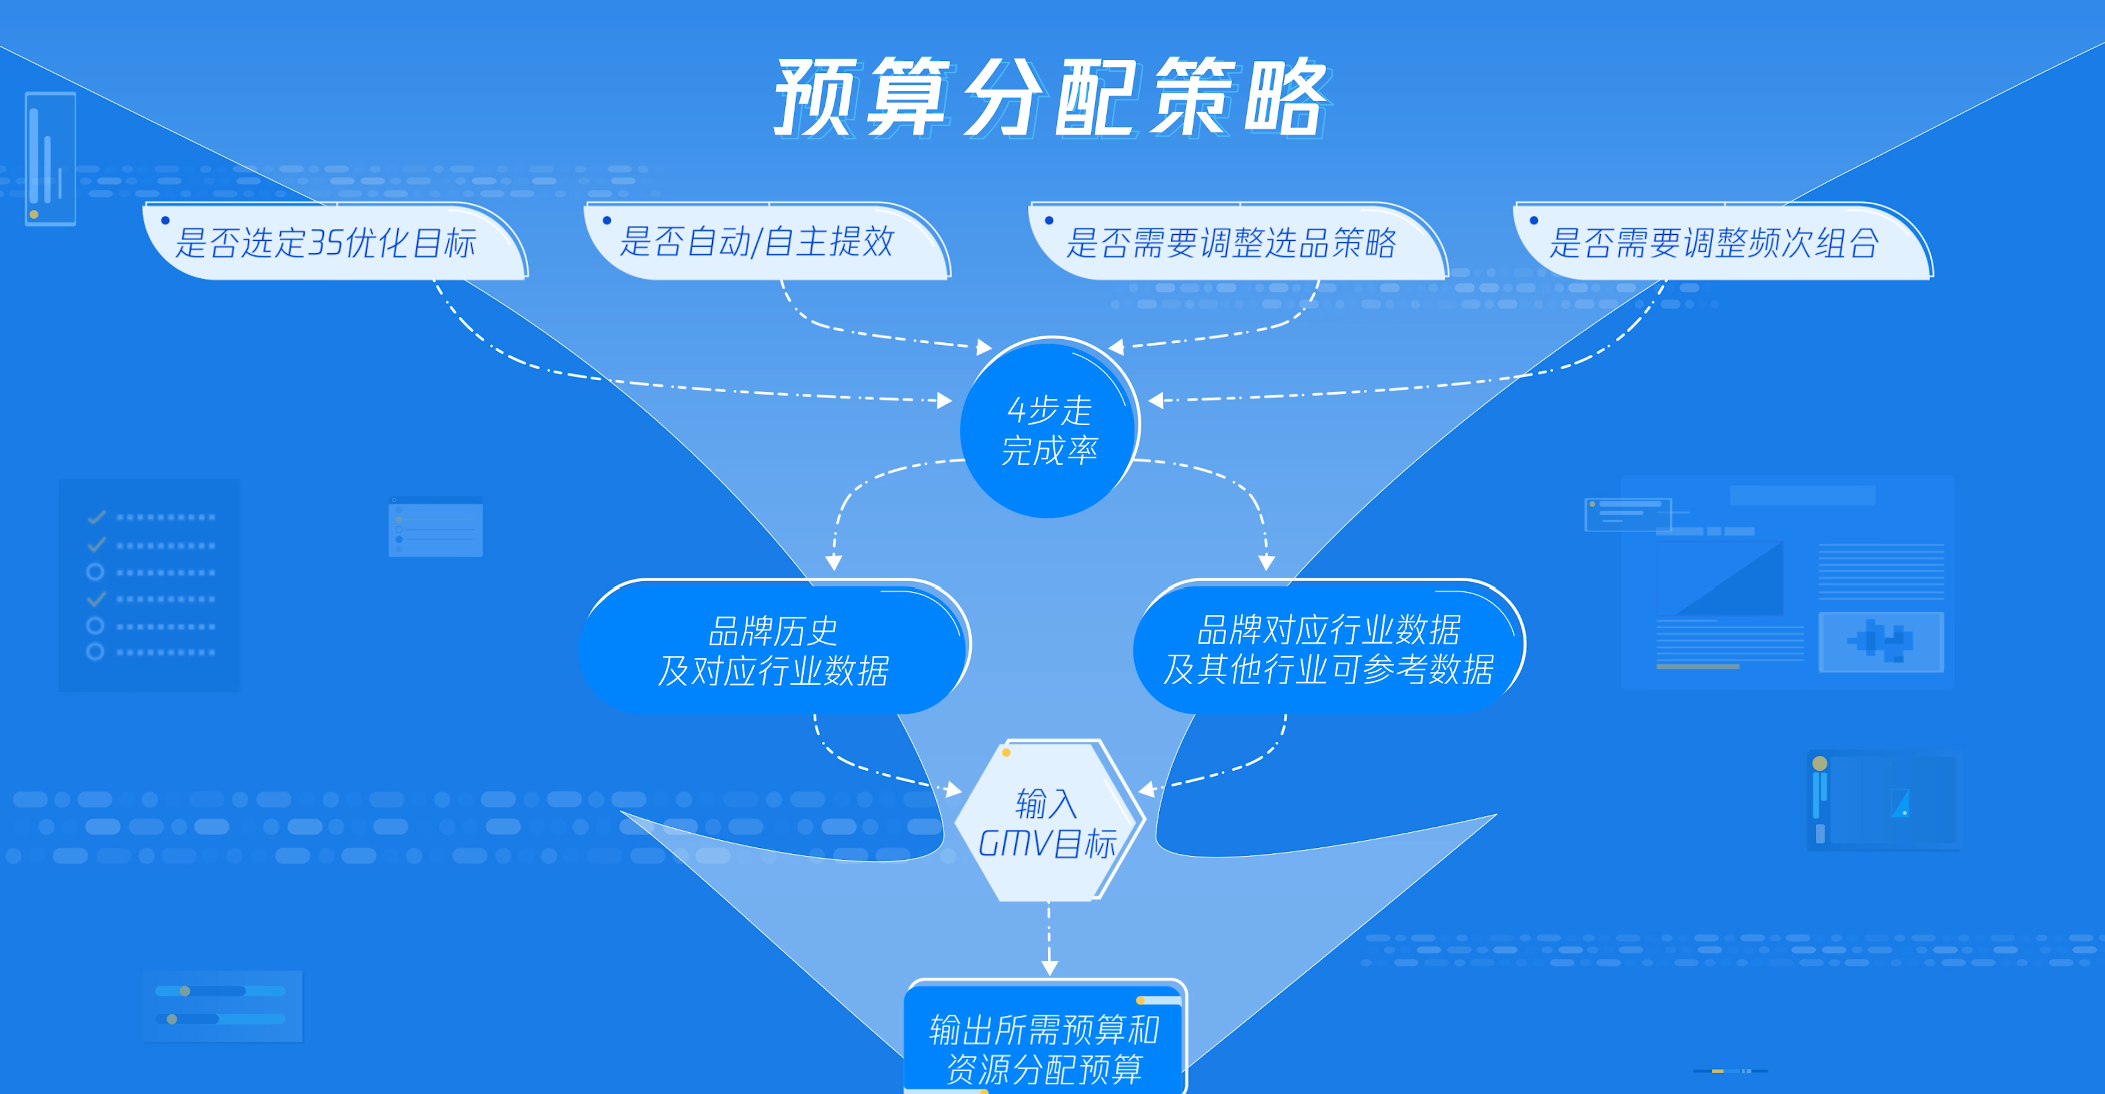 预算分配策略
是否选定3S优化目标
是否自动/自主提效
是否需要调整选品策略
是否需要调整频次组合
4步走
完成率
品牌历史
及对应行业数据
品牌对应行业数据
及其他行业可参考数据
输入
GMV目标
输出所需预算和
资源分配预算